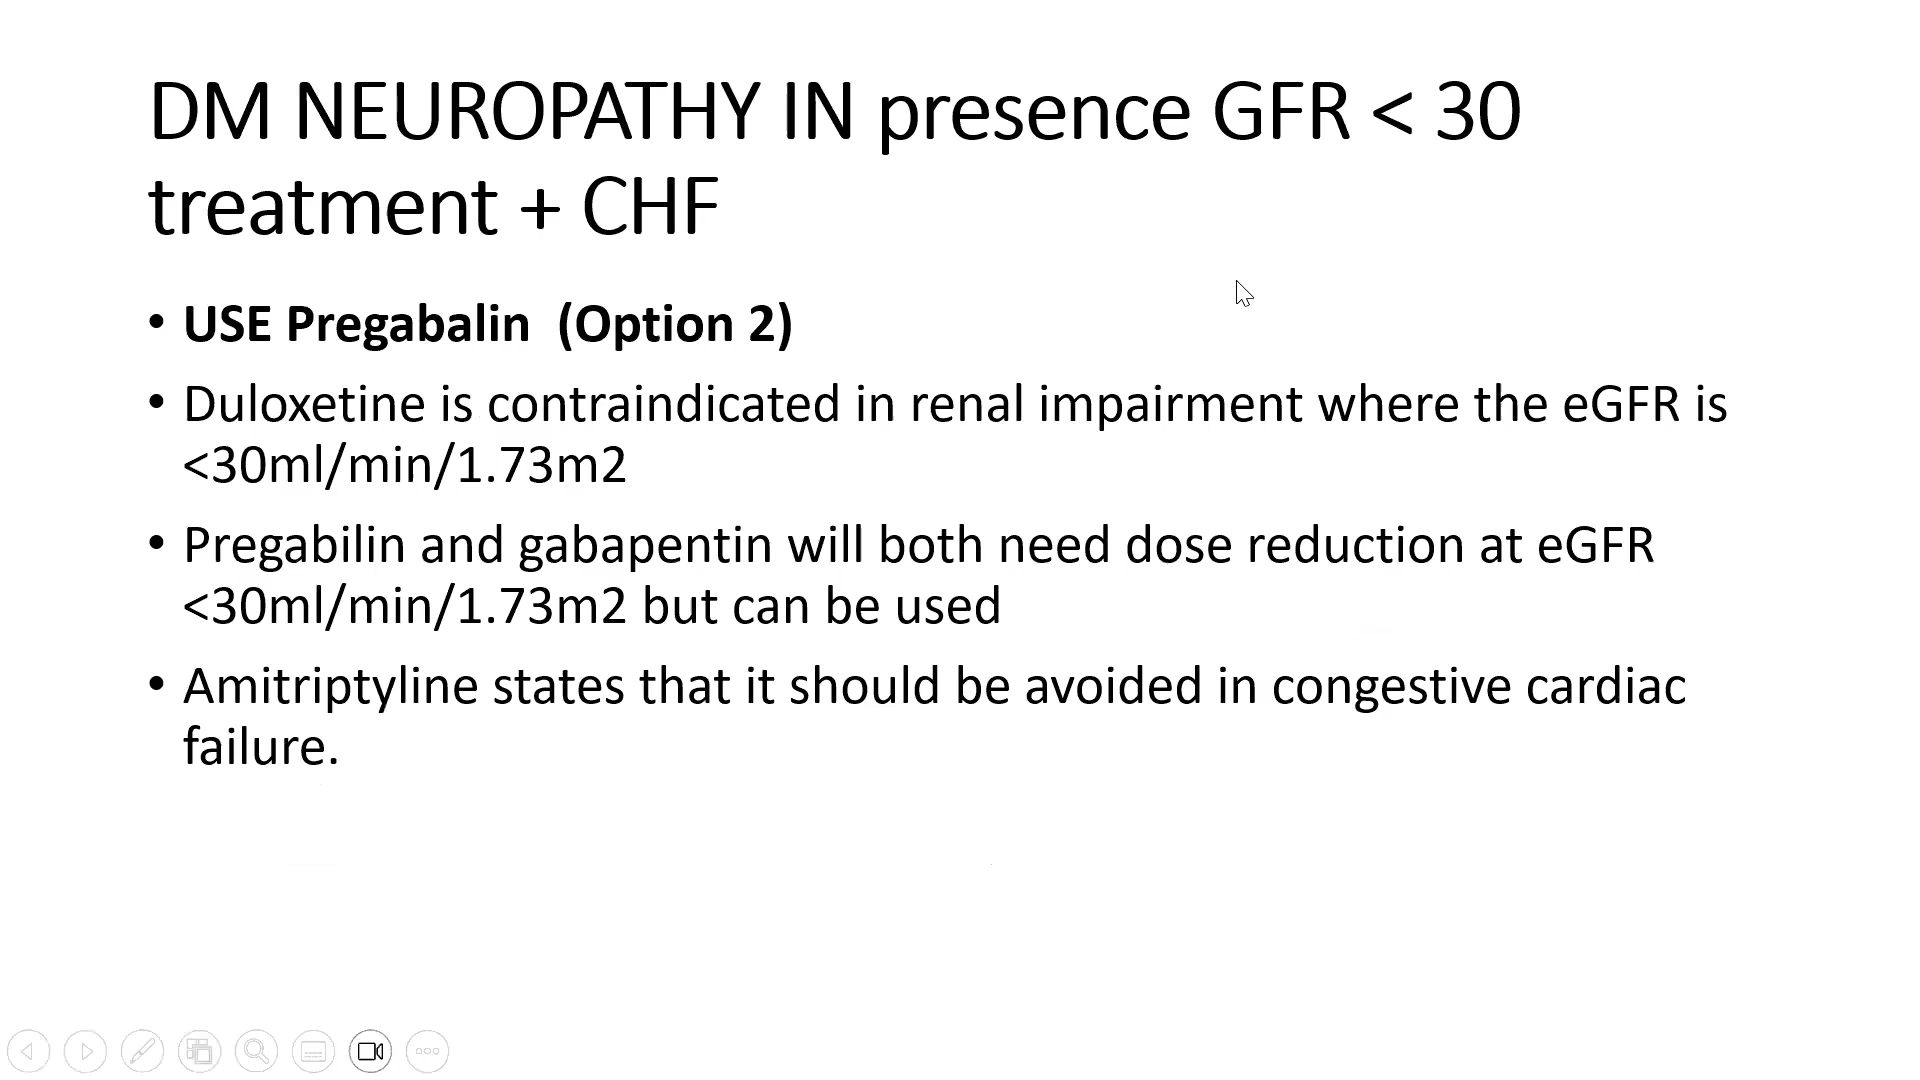 DM NEUROPATHY IN presence GFR < 30
treatment + CHF
• USE Pregabalin  (Option 2)
• Duloxetine is contraindicated in renal impairment where the eGFR is
<30ml/min/1.73m2
• Pregabilin and gabapentin will both need dose reduction at eGFR
<30ml/min/1.73m2 but can be used
• Amitriptyline states that it should be avoided in congestive cardiac
failure.